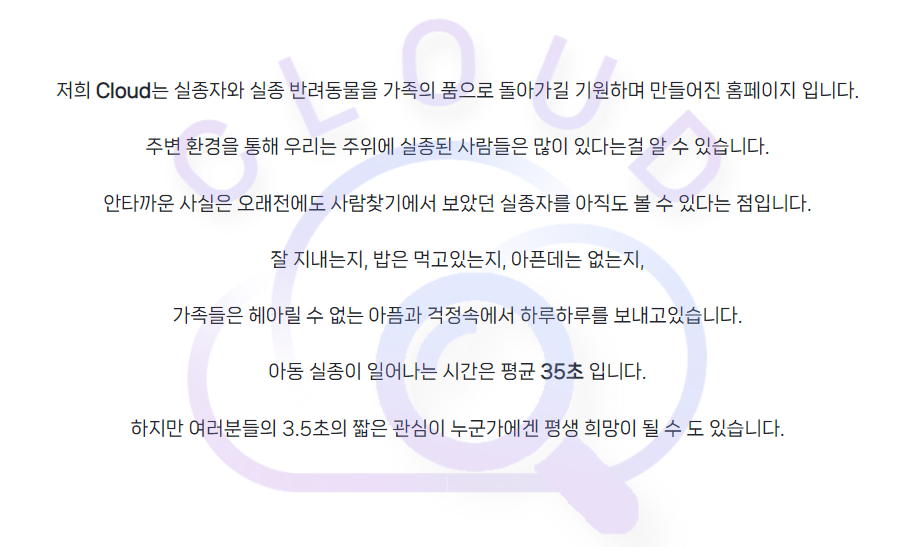 CLOUD
저희 Cloud는 실종자와 실종 반려동물을 가족의 품으로 돌아가길 기원하며 만들어진 홈페이지 입니다.
주변 환경을 통해 우리는 주위에 실종된 사람들은 많이 있다는걸 알 수 있습니다.
안타까운 사실은 오래전에도 사람찾기에서 보았던 실종자를 아직도 볼 수 있다는 점입니다.
잘 지내는지, 밥은 먹고있는지, 아픈데는 없는지,
가족들은 헤아릴 수 없는 아픔과 걱정속에서 하루하루를 보내고있습니다.
아동 실종이 일어나는 시간은 평균 35초 입니다.
하지만 여러분들의 3.5초의 짧은 관심이 누군가에겐 평생 희망이 될 수 도 있습니다.